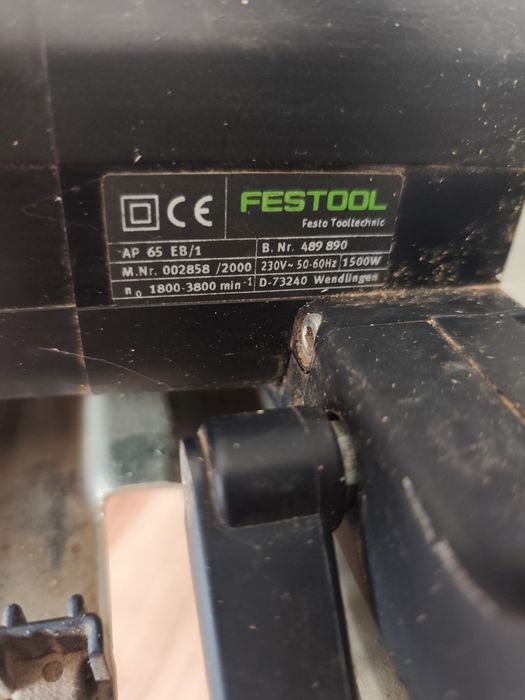 CE FESTOOL
Festo Tooltechnic
AP 65 EB/1 B. Nr. 489 890
M.Nr. 002858 /2000 230V~ 50-60Hz 1500W
n₀ 1800-3800 min⁻¹ D-73240 Wendlingen